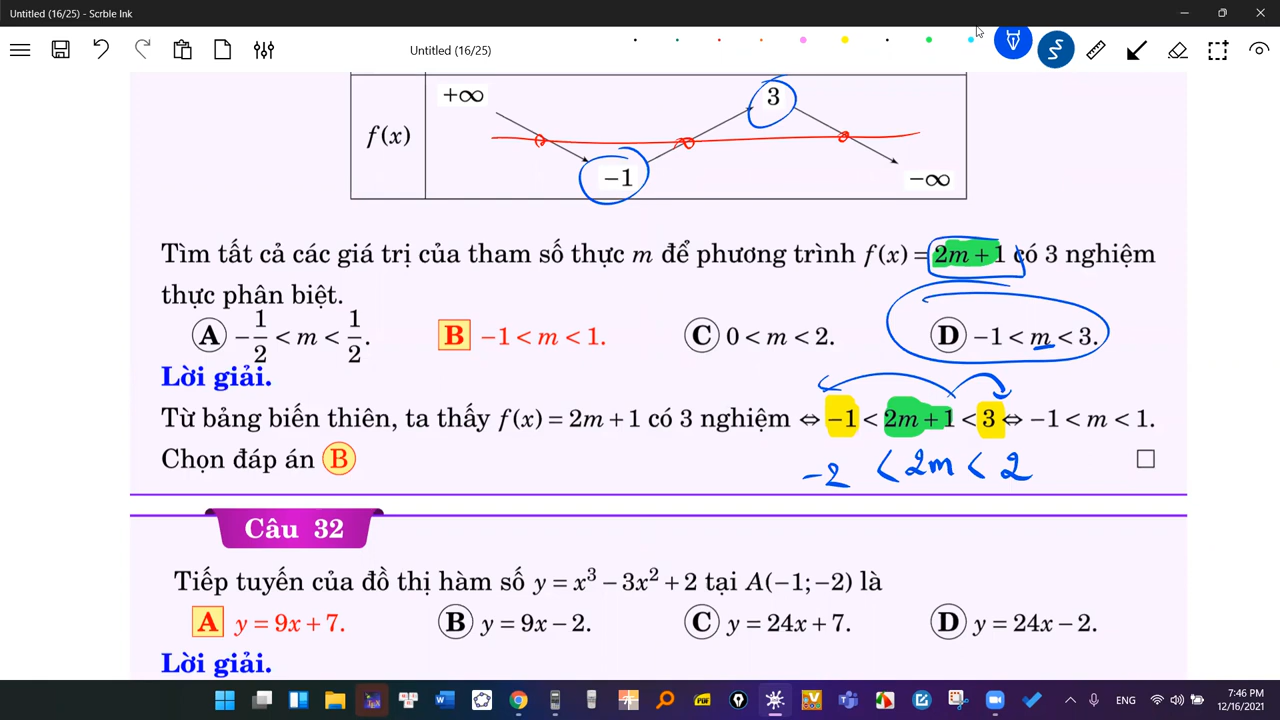 Untitled (16/25) - Scrble Ink
Untitled (16/25)
+∞ 3
f(x)
−1 −∞
Tìm tất cả các giá trị của tham số thực m để phương trình f(x) = 2m + 1 có 3 nghiệm
thực phân biệt.
A −1/2 < m < 1/2. B −1 < m < 1. C 0 < m < 2. D −1 < m < 3.
Lời giải.
Từ bảng biến thiên, ta thấy f(x) = 2m + 1 có 3 nghiệm ⇔ −1 < 2m + 1 < 3 ⇔ −1 < m < 1.
Chọn đáp án B □
−2 < 2m < 2
Câu 32
Tiếp tuyến của đồ thị hàm số y = x³ − 3x² + 2 tại A(−1; −2) là
A y = 9x + 7. B y = 9x − 2. C y = 24x + 7. D y = 24x − 2.
Lời giải.
ENG
7:46 PM
12/16/2021